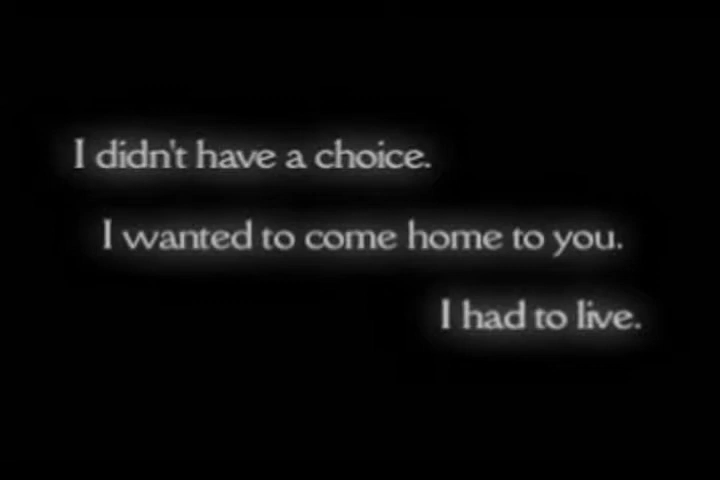 I didn't have a choice.
I wanted to come home to you.
I had to live.